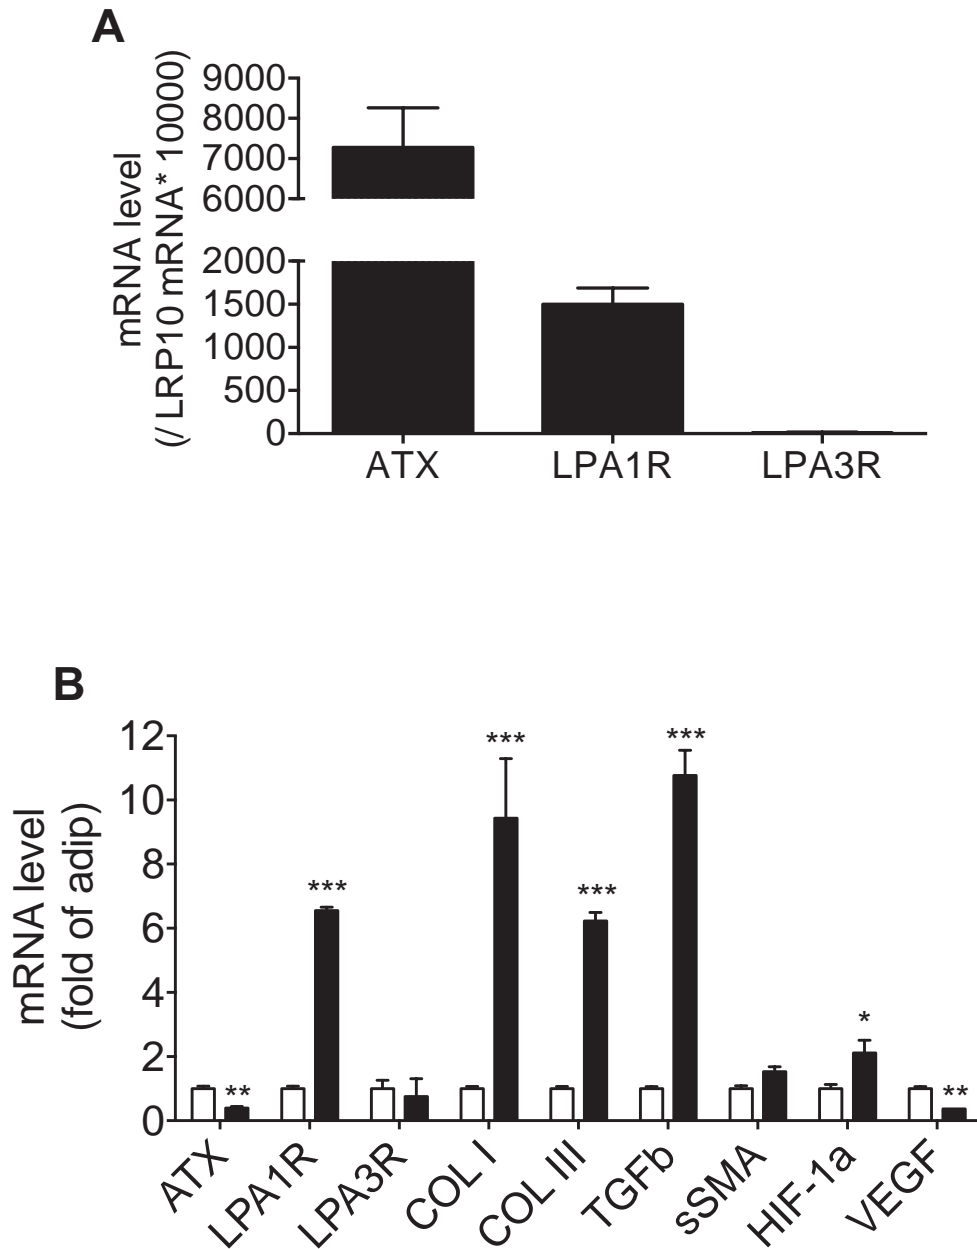 A
mRNA level
(/ LRP10 mRNA* 10000)
9000
8000
7000
6000
2000
1500
1000
500
0
ATX LPA1R LPA3R
B
mRNA level
(fold of adip)
12
10
8
6
4
2
0
**
***
***
***
***
*
**
ATX LPA1R LPA3R COL I COL III TGFb sSMA HIF-1a VEGF